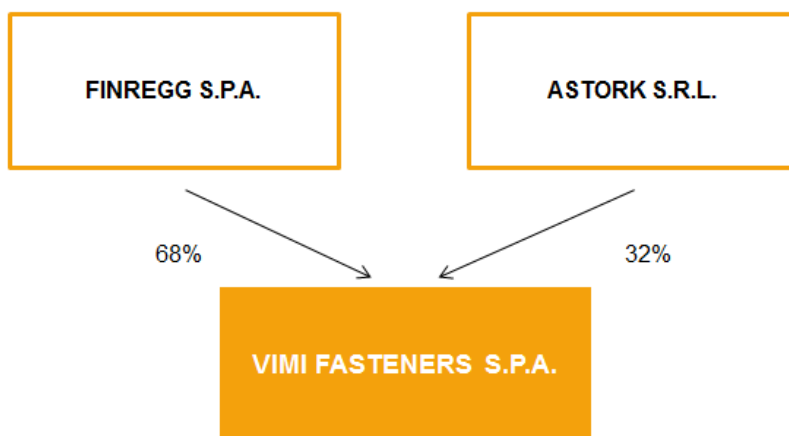 FINREGG S.P.A.
ASTORK S.R.L.
68%
32%
VIMI FASTENERS S.P.A.